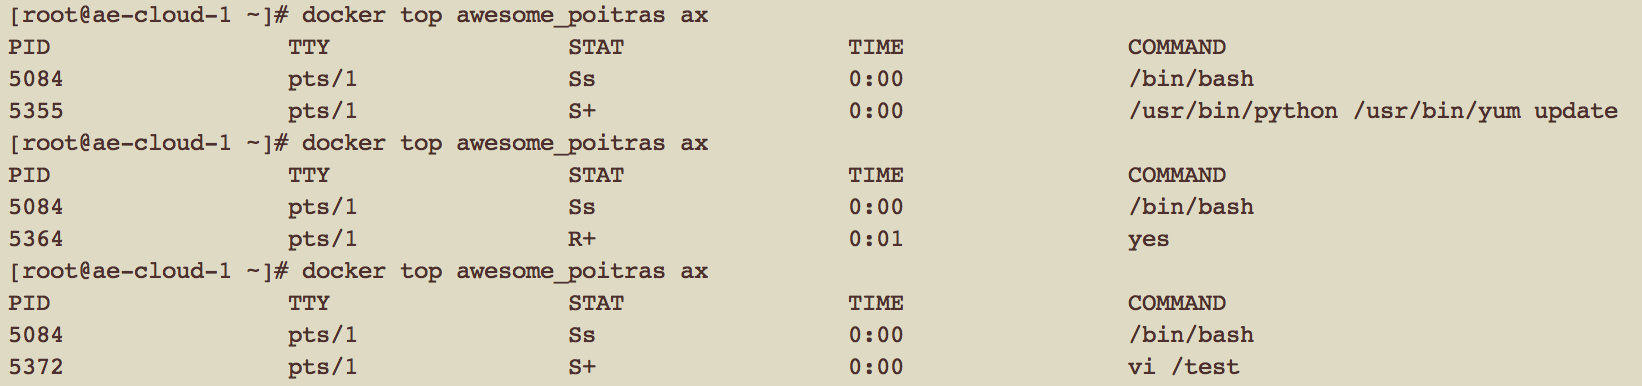 [root@ae-cloud-1 ~]# docker top awesome_poitras ax
PID TTY STAT TIME COMMAND
5084 pts/1 Ss 0:00 /bin/bash
5355 pts/1 S+ 0:00 /usr/bin/python /usr/bin/yum update
[root@ae-cloud-1 ~]# docker top awesome_poitras ax
PID TTY STAT TIME COMMAND
5084 pts/1 Ss 0:00 /bin/bash
5364 pts/1 R+ 0:01 yes
[root@ae-cloud-1 ~]# docker top awesome_poitras ax
PID TTY STAT TIME COMMAND
5084 pts/1 Ss 0:00 /bin/bash
5372 pts/1 S+ 0:00 vi /test